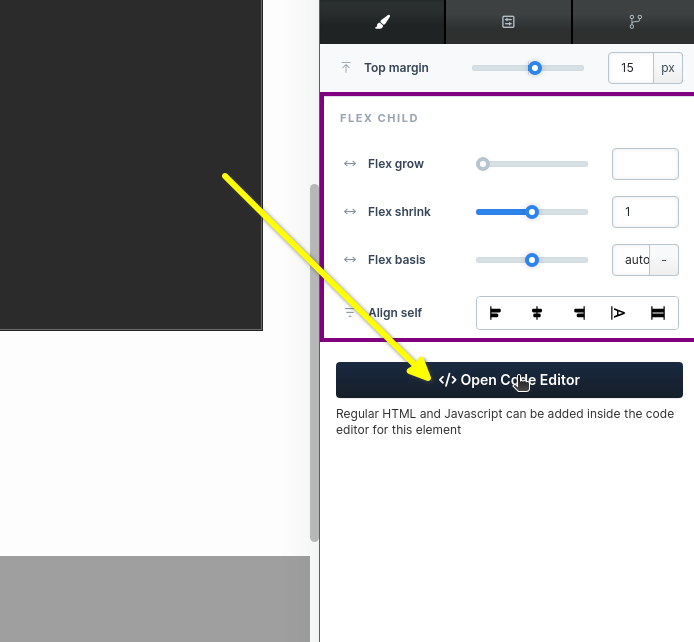 Top margin 15 px
FLEX CHILD
Flex grow
Flex shrink 1
Flex basis auto -
Align self
</> Open Code Editor
Regular HTML and Javascript can be added inside the code
editor for this element